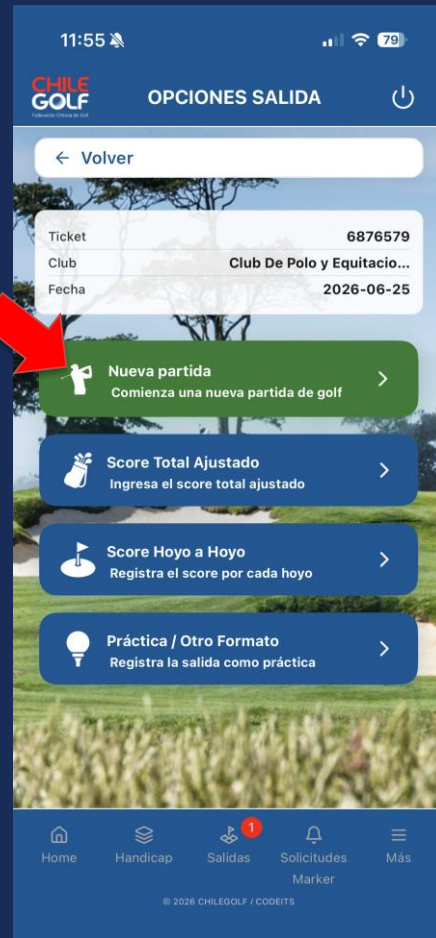 11:55
79
CHILE
GOLF
Federación Chilena de Golf
OPCIONES SALIDA
← Volver
Ticket 6876579
Club Club De Polo y Equitacio...
Fecha 2026-06-25
Nueva partida
Comienza una nueva partida de golf
Score Total Ajustado
Ingresa el score total ajustado
Score Hoyo a Hoyo
Registra el score por cada hoyo
Práctica / Otro Formato
Registra la salida como práctica
1
Home Handicap Salidas Solicitudes Más
Marker
© 2026 CHILEGOLF / CODEITS